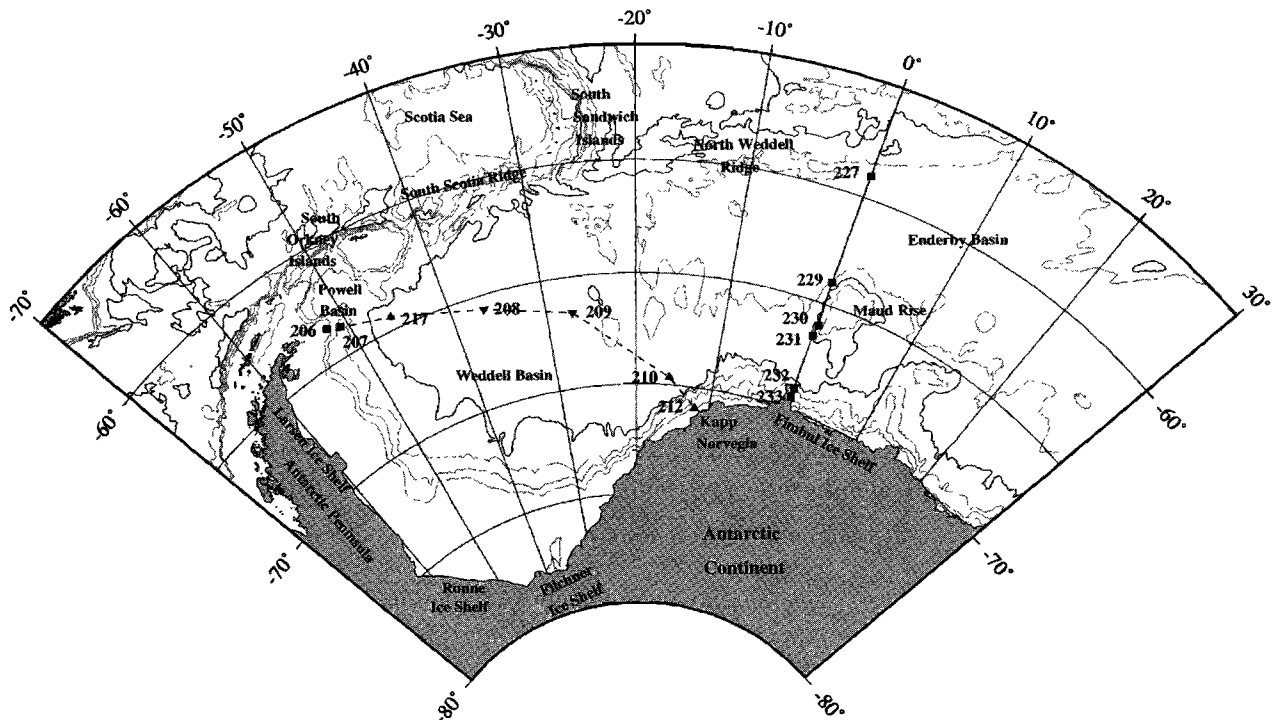 -20°
-30°
-10°
-40°
0°
-50°
10°
-60°
20°
-70°
30°
South
Sandwich
Islands
Scotia Sea
North Weddell
Ridge
227
South Scotia Ridge
South
Orkney
Islands
Enderby Basin
Powell
Basin
229
206
207
217
208
209
230
231
Maud Rise
Weddell Basin
210
232
233
212
Kapp
Norvegia
Fimbul Ice Shelf
-60°
-60°
Larsen Ice Shelf
Antarctic Peninsula
Antarctic
Continent
-70°
-70°
Ronne
Ice Shelf
Filchner
Ice Shelf
-80°
-80°